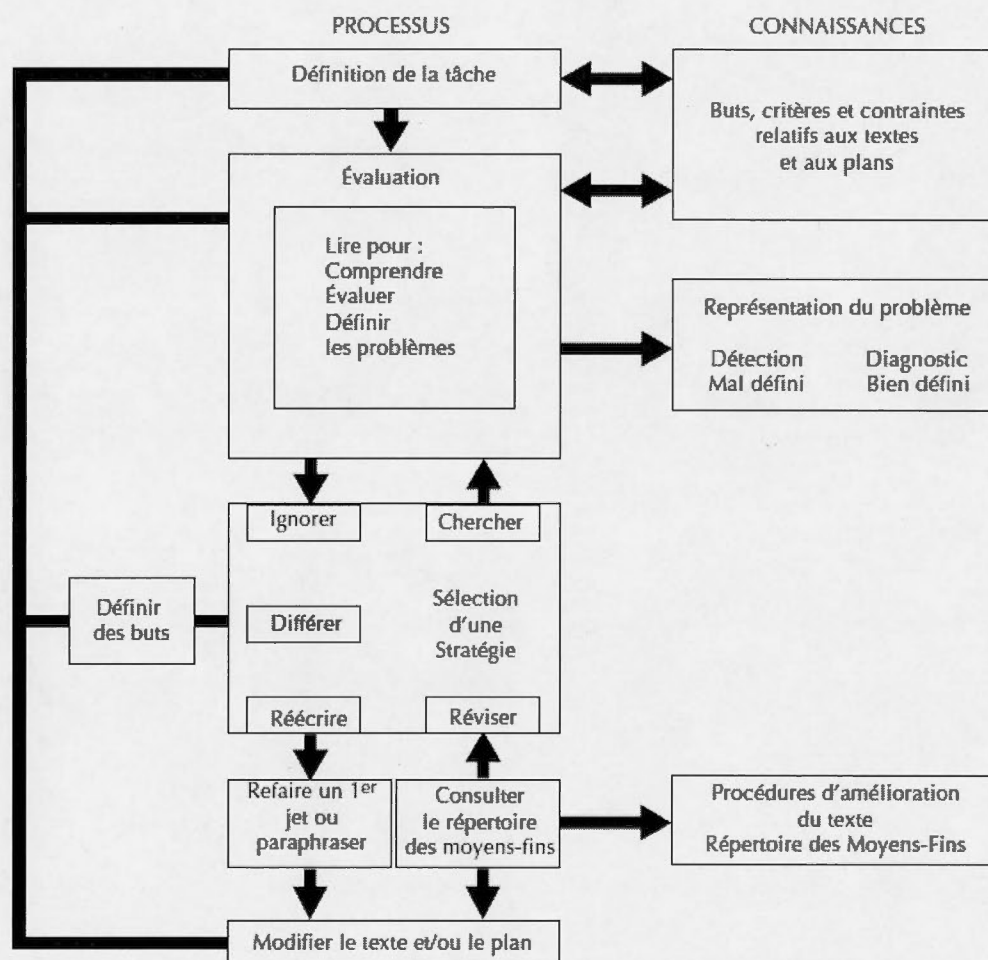 PROCESSUS
CONNAISSANCES
Définition de la tâche
Buts, critères et contraintes
relatifs aux textes
et aux plans
Évaluation
Lire pour :
Comprendre
Évaluer
Définir
les problèmes
Représentation du problème
Détection Diagnostic
Mal défini Bien défini
Ignorer
Chercher
Définir
des buts
Différer
Sélection
d'une
Stratégie
Réécrire
Réviser
Refaire un 1er
jet ou
paraphraser
Consulter
le répertoire
des moyens-fins
Procédures d'amélioration
du texte
Répertoire des Moyens-Fins
Modifier le texte et/ou le plan